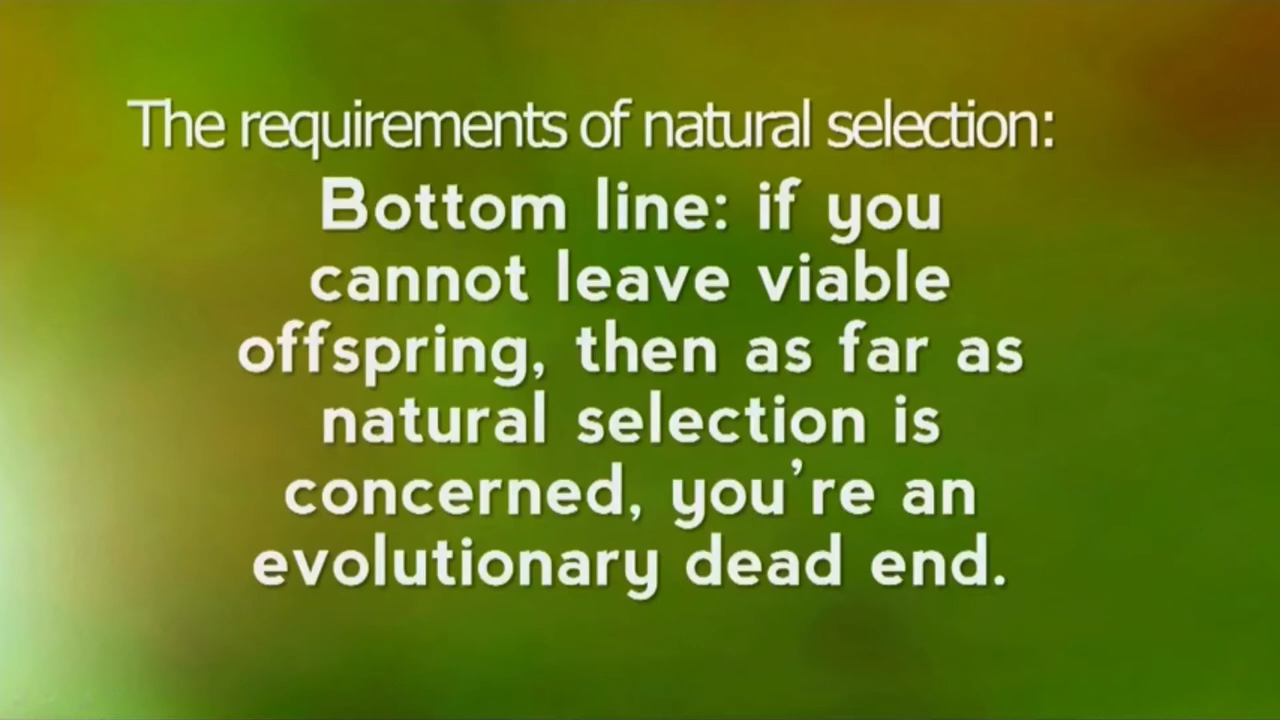 The requirements of natural selection:
Bottom line: if you
cannot leave viable
offspring, then as far as
natural selection is
concerned, you're an
evolutionary dead end.